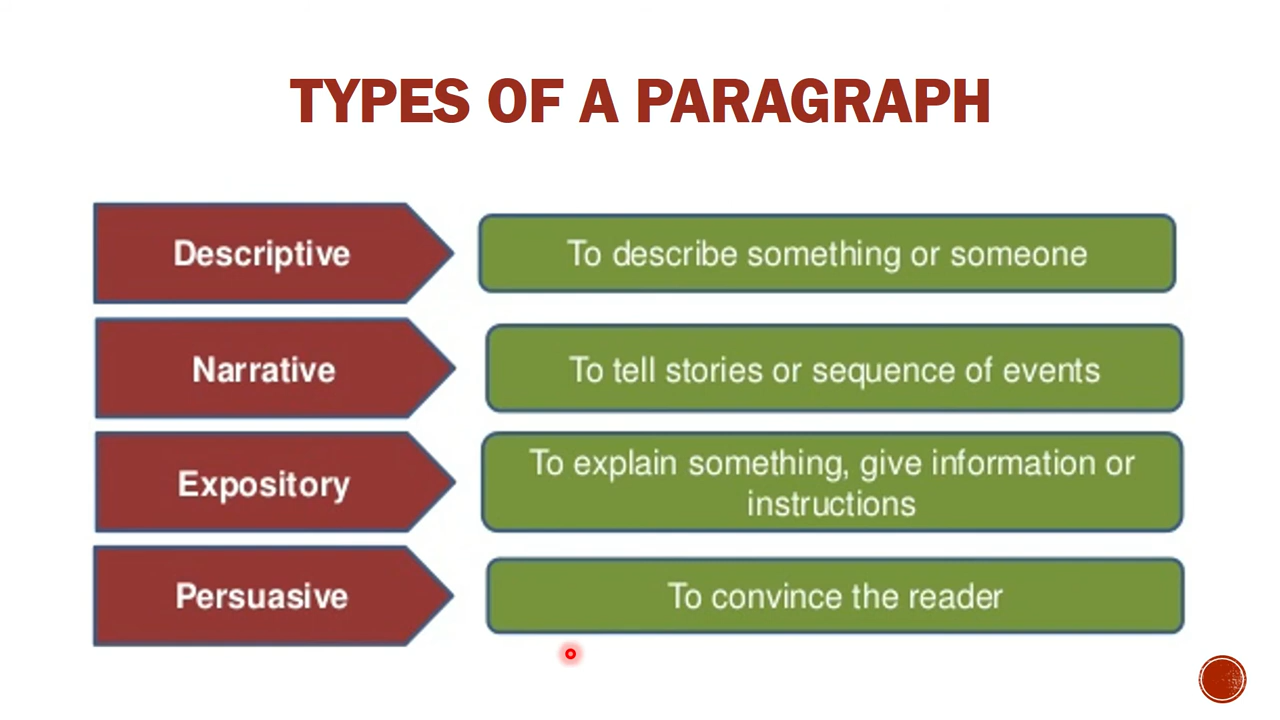 TYPES OF A PARAGRAPH
Descriptive
To describe something or someone
Narrative
To tell stories or sequence of events
Expository
To explain something, give information or
instructions
Persuasive
To convince the reader